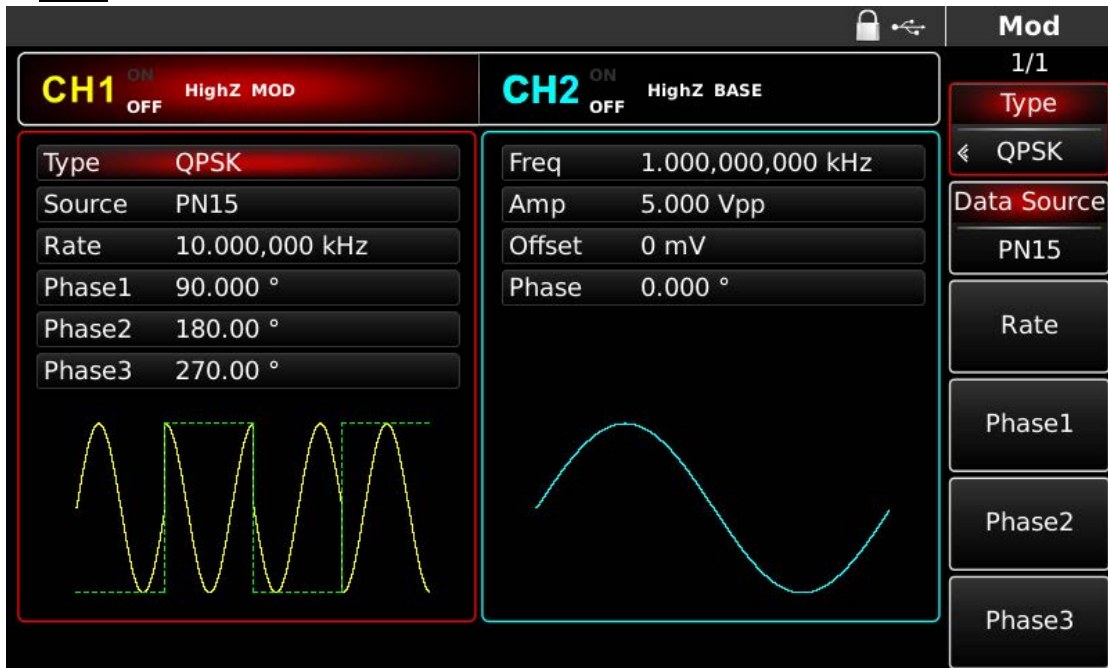 Mod
1/1
CH1 ON OFF HighZ MOD
CH2 ON OFF HighZ BASE
Type
« QPSK
Type QPSK
Source PN15
Rate 10.000,000 kHz
Phase1 90.000 °
Phase2 180.00 °
Phase3 270.00 °
Freq 1.000,000,000 kHz
Amp 5.000 Vpp
Offset 0 mV
Phase 0.000 °
Data Source
PN15
Rate
Phase1
Phase2
Phase3